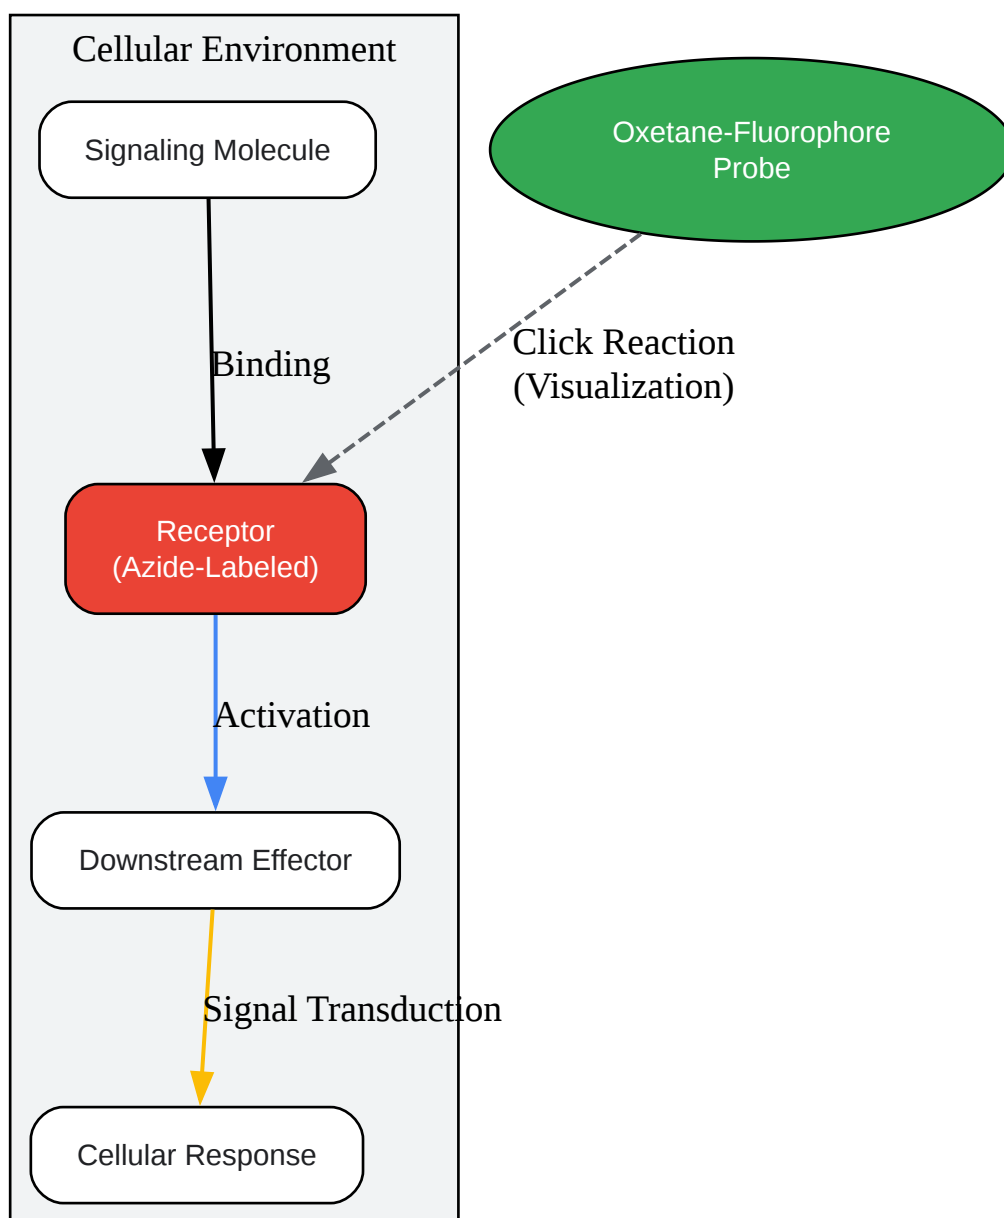 Cellular Environment
Signaling Molecule
Oxetane-Fluorophore
Probe
Click Reaction
(Visualization)
Binding
Receptor
(Azide-Labeled)
Activation
Downstream Effector
Signal Transduction
Cellular Response